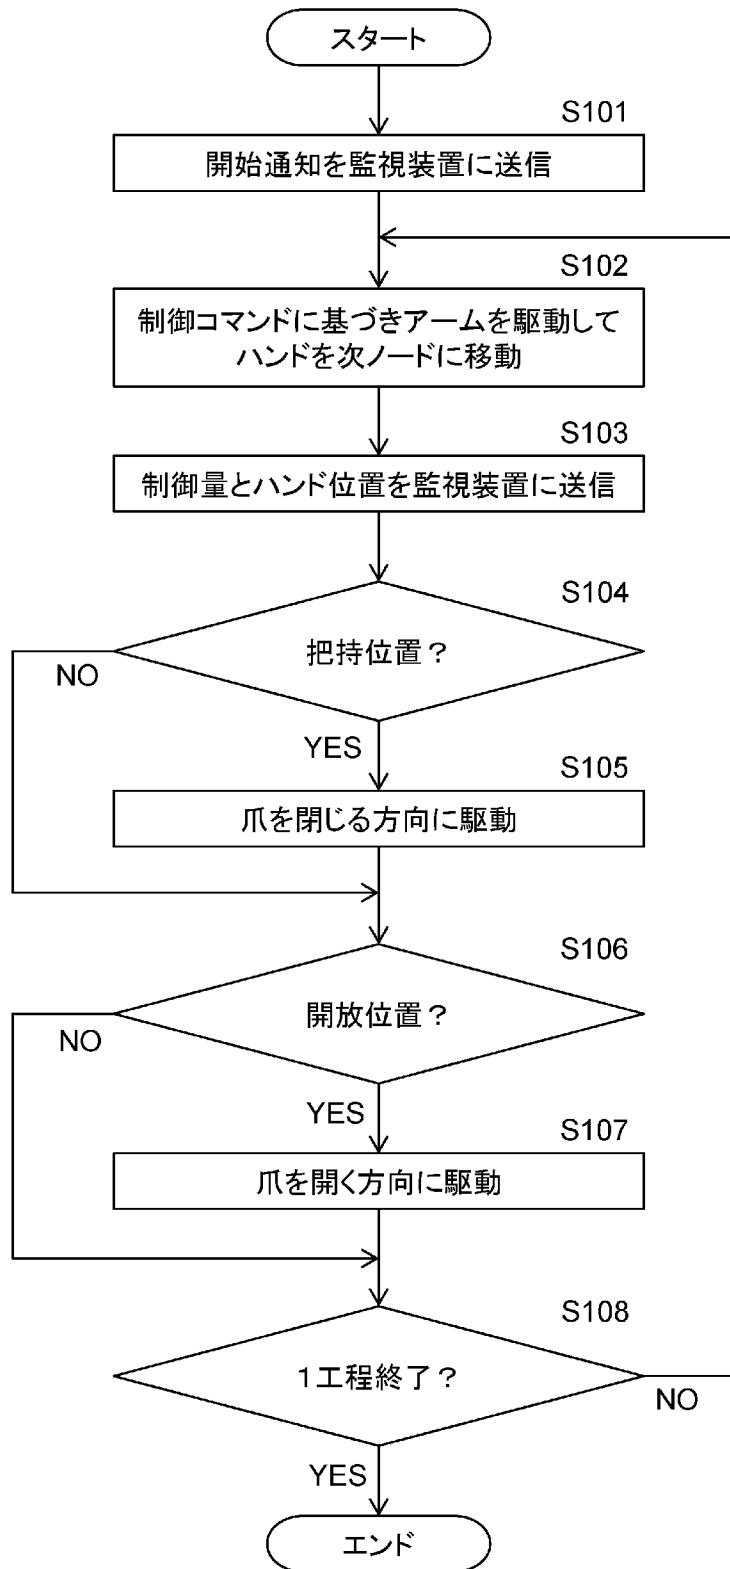 スタート
S101
開始通知を監視装置に送信
S102
制御コマンドに基づきアームを駆動して
ハンドを次ノードに移動
S103
制御量とハンド位置を監視装置に送信
S104
把持位置？
NO
YES
S105
爪を閉じる方向に駆動
S106
開放位置？
NO
YES
S107
爪を開く方向に駆動
S108
１工程終了？
NO
YES
エンド